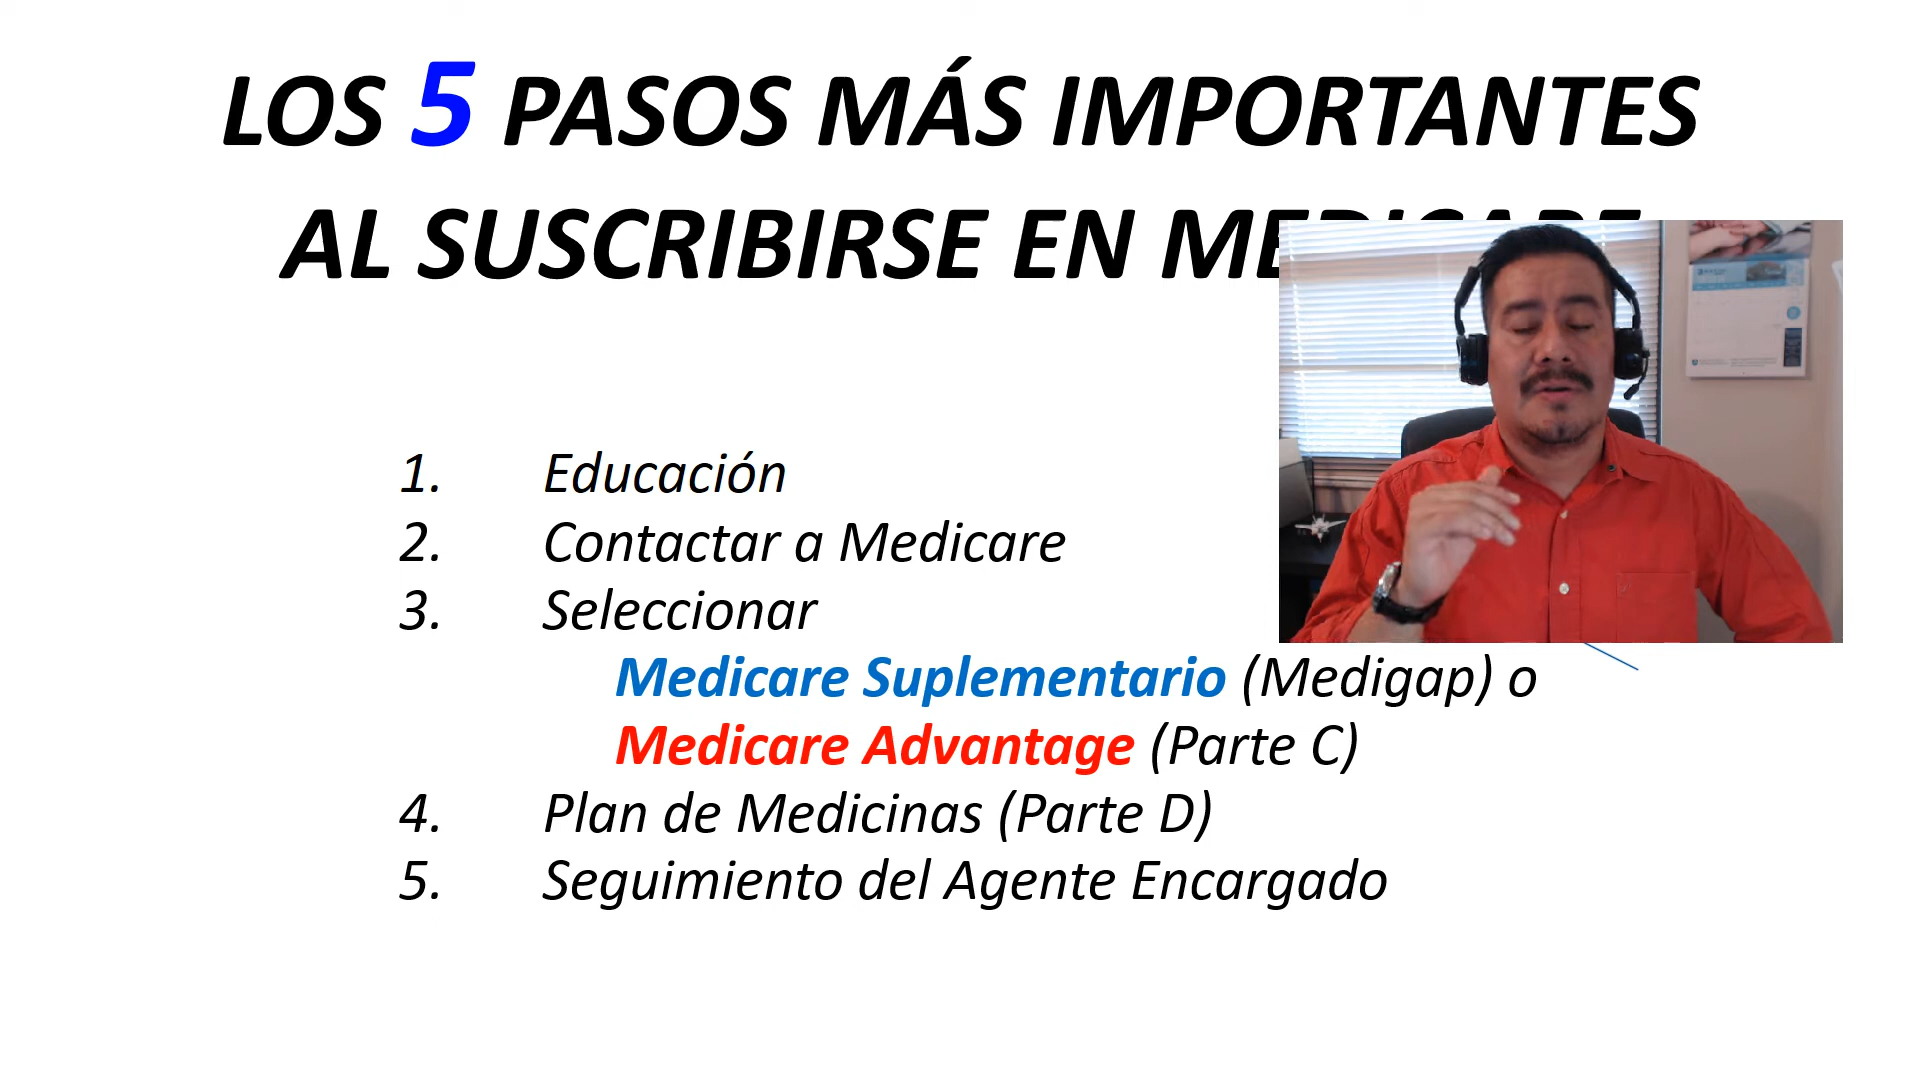 LOS 5 PASOS MÁS IMPORTANTES
AL SUSCRIBIRSE EN
1. Educación
2. Contactar a Medicare
3. Seleccionar
Medicare Suplementario (Medigap) o
Medicare Advantage (Parte C)
4. Plan de Medicinas (Parte D)
5. Seguimiento del Agente Encargado